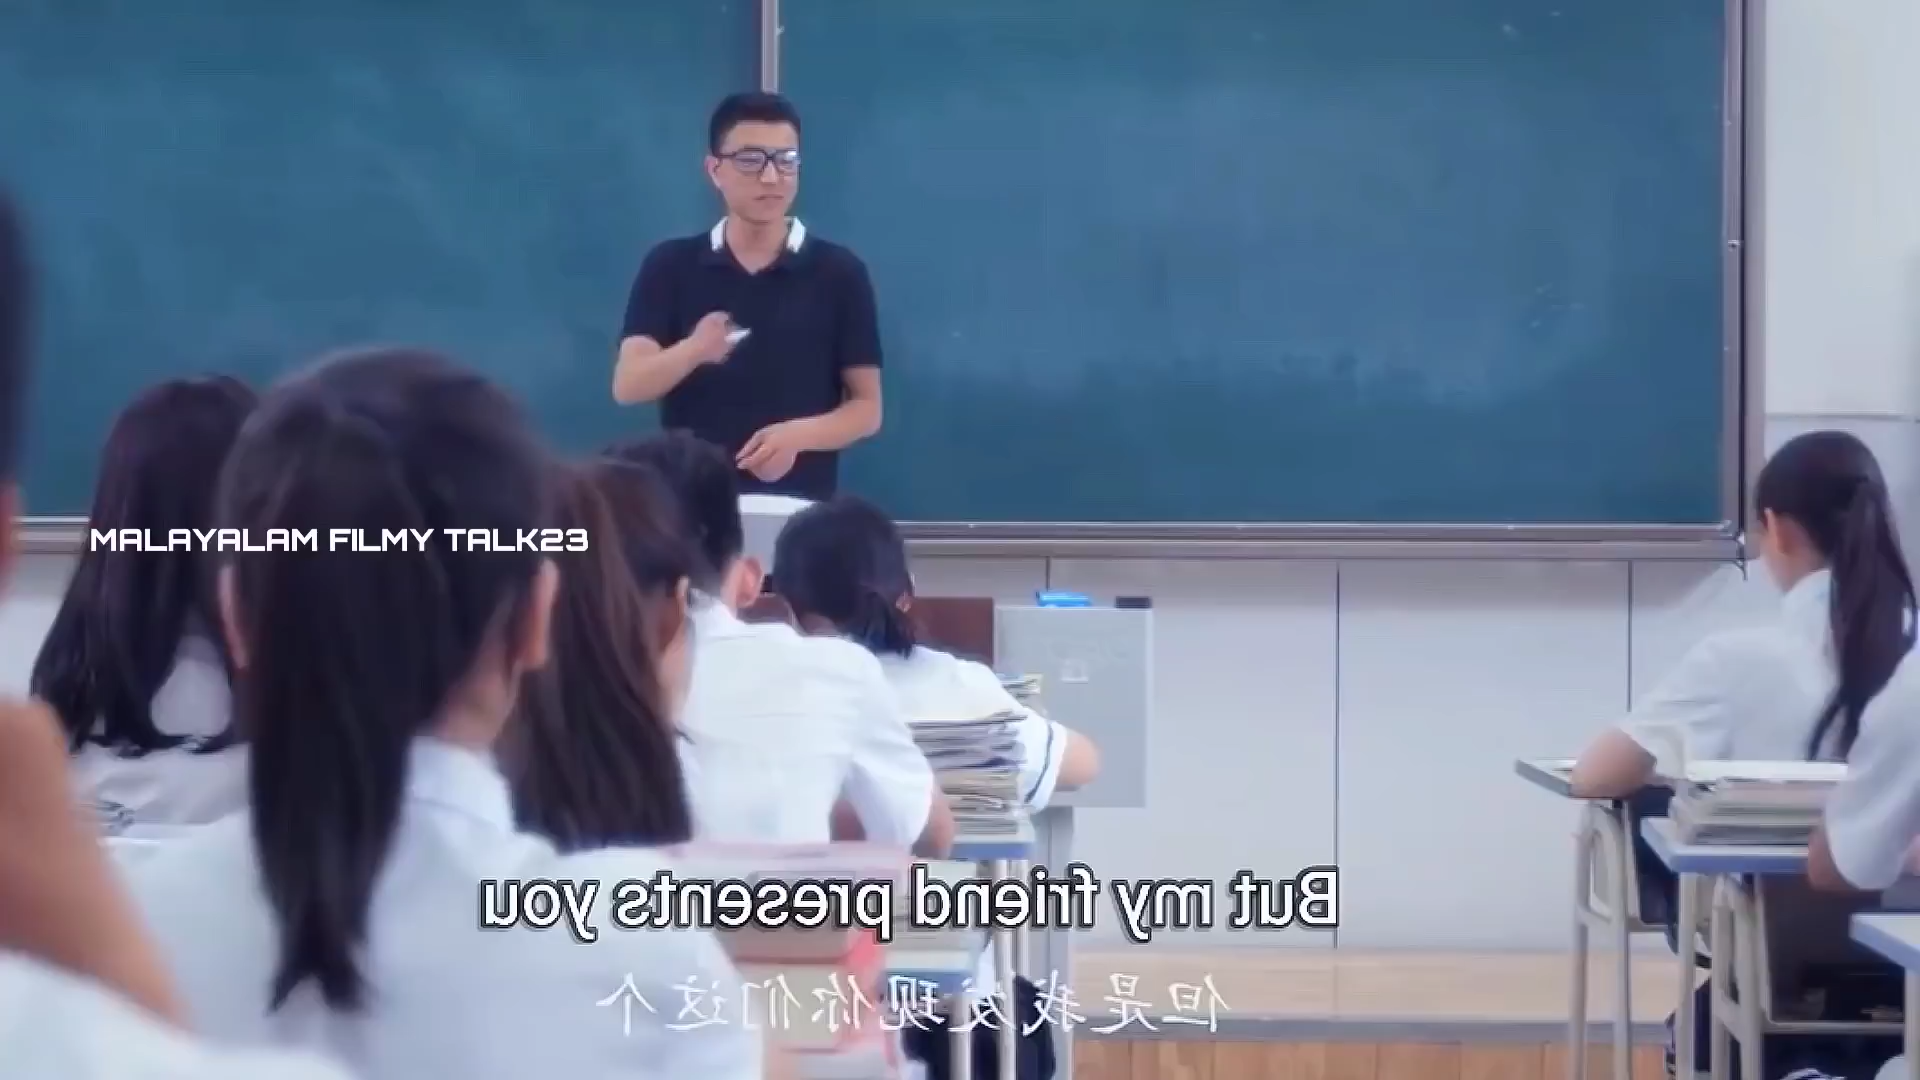 MALAYALAM FILMY TALK23
But my friend presents you
但是我发现你们这个